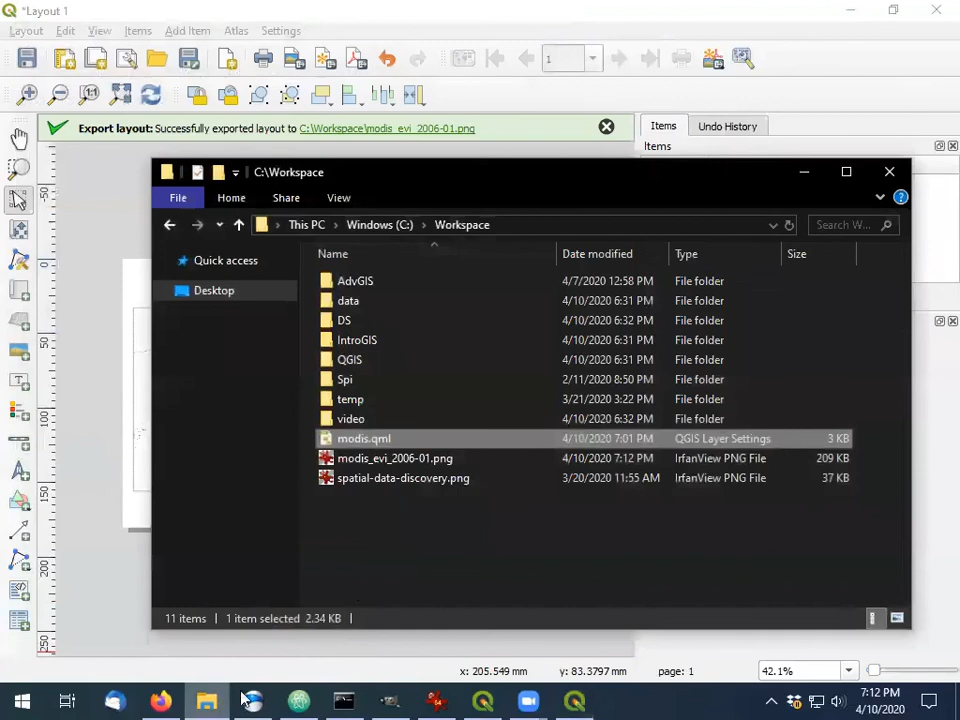 *Layout 1
Layout Edit View Items Add Item Atlas Settings
1
Export layout: Successfully exported layout to C:\Workspace\modis_evi_2006-01.png
Items Undo History
Items
C:\Workspace
File Home Share View
This PC Windows (C:) Workspace Search W...
Quick access
Desktop
Name Date modified Type Size
AdvGIS 4/7/2020 12:58 PM File folder
data 4/10/2020 6:31 PM File folder
DS 4/10/2020 6:32 PM File folder
IntroGIS 4/10/2020 6:31 PM File folder
QGIS 4/10/2020 6:31 PM File folder
Spi 2/11/2020 8:50 PM File folder
temp 3/21/2020 3:22 PM File folder
video 4/10/2020 6:32 PM File folder
modis.qml 4/10/2020 7:01 PM QGIS Layer Settings 3 KB
modis_evi_2006-01.png 4/10/2020 7:12 PM IrfanView PNG File 209 KB
spatial-data-discovery.png 3/20/2020 11:55 AM IrfanView PNG File 37 KB
11 items 1 item selected 2.34 KB
-50
0
50
100
150
200
250
x: 205.549 mm y: 83.3797 mm page: 1 42.1%
7:12 PM
4/10/2020